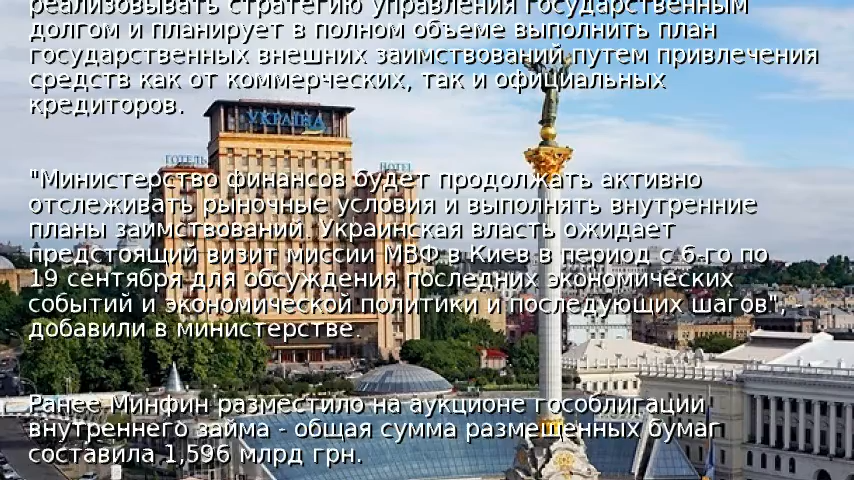 реализовывать стратегию управления государственным
долгом и планирует в полном объеме выполнить план
государственных внешних заимствований путем привлечения
средств как от коммерческих, так и официальных
кредиторов.
УКРАЇНА
ГОТЕЛЬ
HOTEL
"Министерство финансов будет продолжать активно
отслеживать рыночные условия и выполнять внутренние
планы заимствований. Украинская власть ожидает
предстоящий визит миссии МВФ в Киев в период с 6-го по
19 сентября для обсуждения последних экономических
событий и экономической политики и последующих шагов",
добавили в министерстве.
Ранее Минфин разместило на аукционе гособлигации
внутреннего займа - общая сумма размещенных бумаг
составила 1,596 млрд грн.